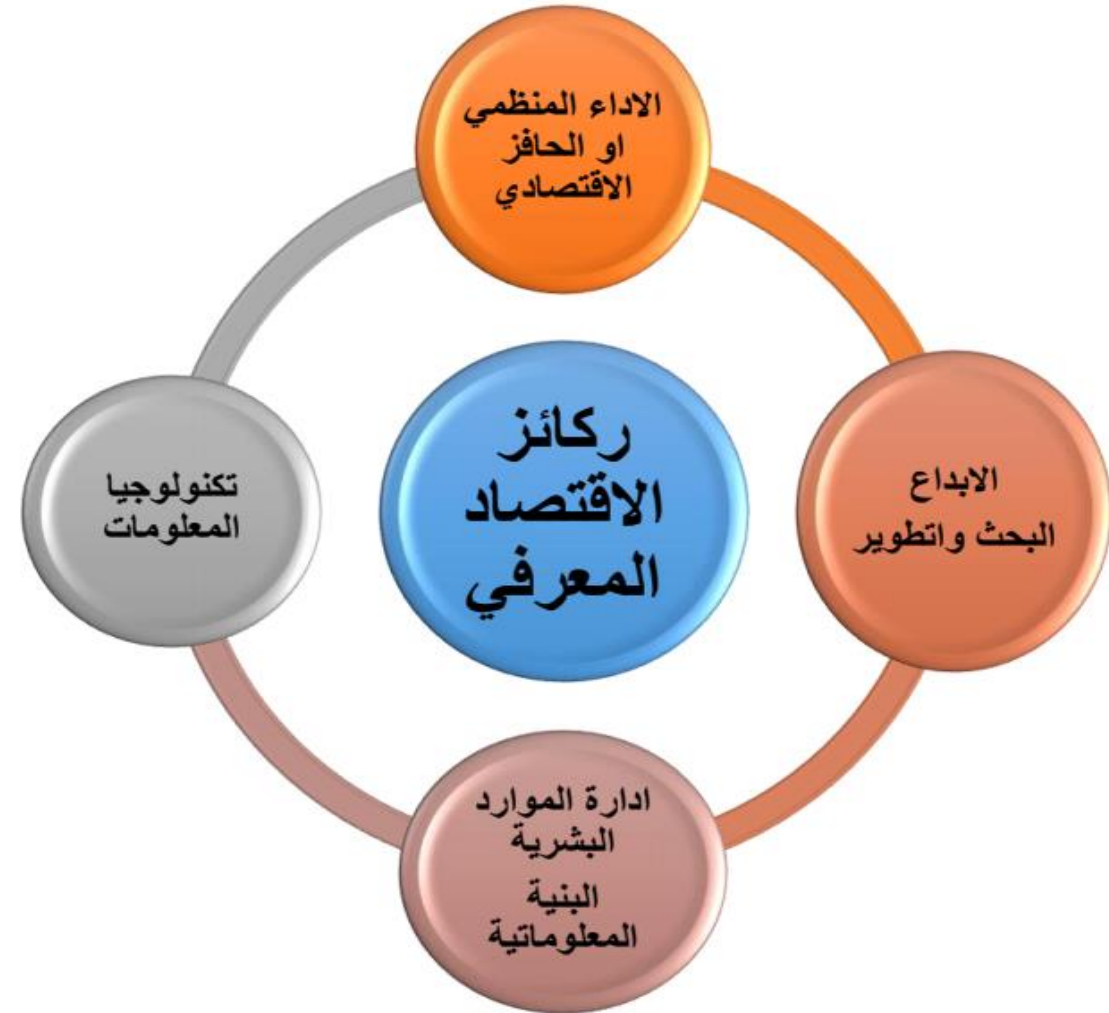 الاداء المنظمي
او الحافز
الاقتصادي
ركائز
الاقتصاد
المعرفي
الابداع
البحث واتطوير
تكنولوجيا
المعلومات
ادارة الموارد
البشرية
البنية
المعلوماتية